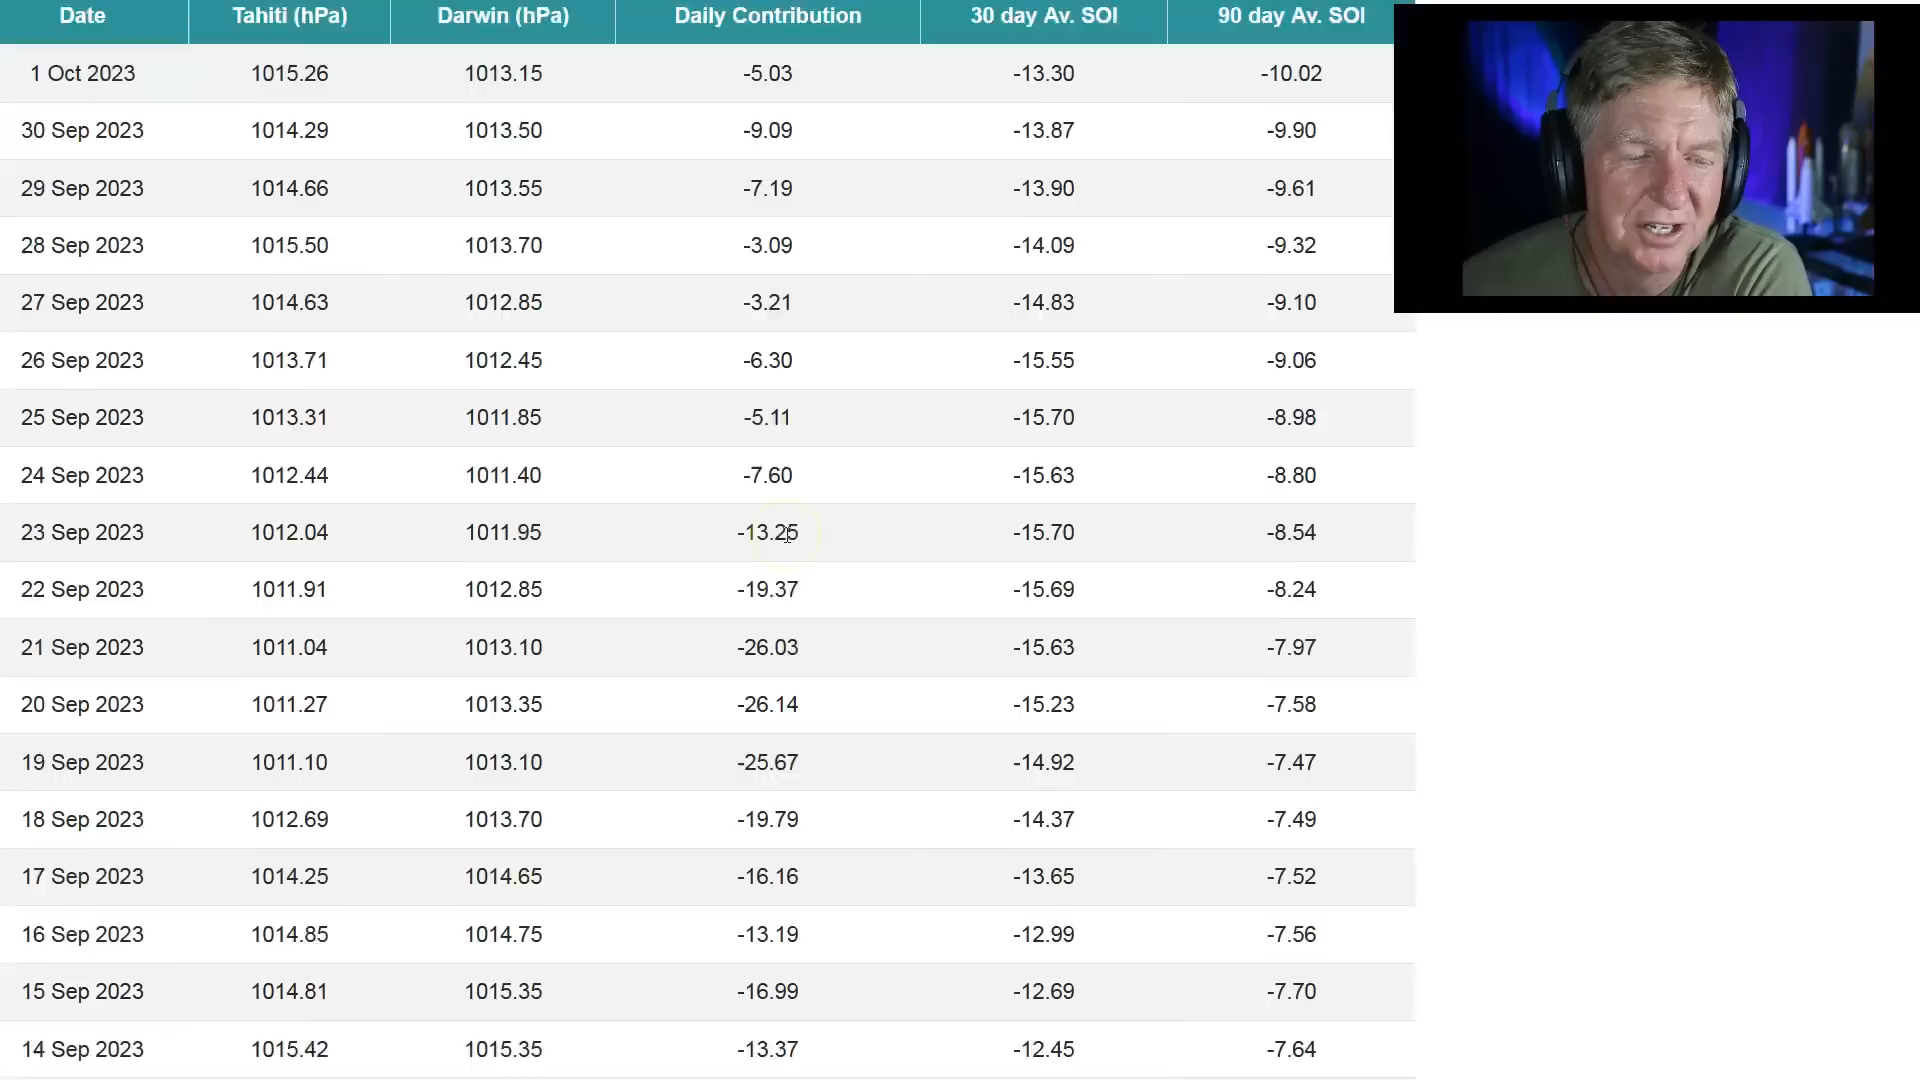 Date Tahiti (hPa) Darwin (hPa) Daily Contribution 30 day Av. SOI 90 day Av. SOI
1 Oct 2023 1015.26 1013.15 -5.03 -13.30 -10.02
30 Sep 2023 1014.29 1013.50 -9.09 -13.87 -9.90
29 Sep 2023 1014.66 1013.55 -7.19 -13.90 -9.61
28 Sep 2023 1015.50 1013.70 -3.09 -14.09 -9.32
27 Sep 2023 1014.63 1012.85 -3.21 -14.83 -9.10
26 Sep 2023 1013.71 1012.45 -6.30 -15.55 -9.06
25 Sep 2023 1013.31 1011.85 -5.11 -15.70 -8.98
24 Sep 2023 1012.44 1011.40 -7.60 -15.63 -8.80
23 Sep 2023 1012.04 1011.95 -13.25 -15.70 -8.54
22 Sep 2023 1011.91 1012.85 -19.37 -15.69 -8.24
21 Sep 2023 1011.04 1013.10 -26.03 -15.63 -7.97
20 Sep 2023 1011.27 1013.35 -26.14 -15.23 -7.58
19 Sep 2023 1011.10 1013.10 -25.67 -14.92 -7.47
18 Sep 2023 1012.69 1013.70 -19.79 -14.37 -7.49
17 Sep 2023 1014.25 1014.65 -16.16 -13.65 -7.52
16 Sep 2023 1014.85 1014.75 -13.19 -12.99 -7.56
15 Sep 2023 1014.81 1015.35 -16.99 -12.69 -7.70
14 Sep 2023 1015.42 1015.35 -13.37 -12.45 -7.64